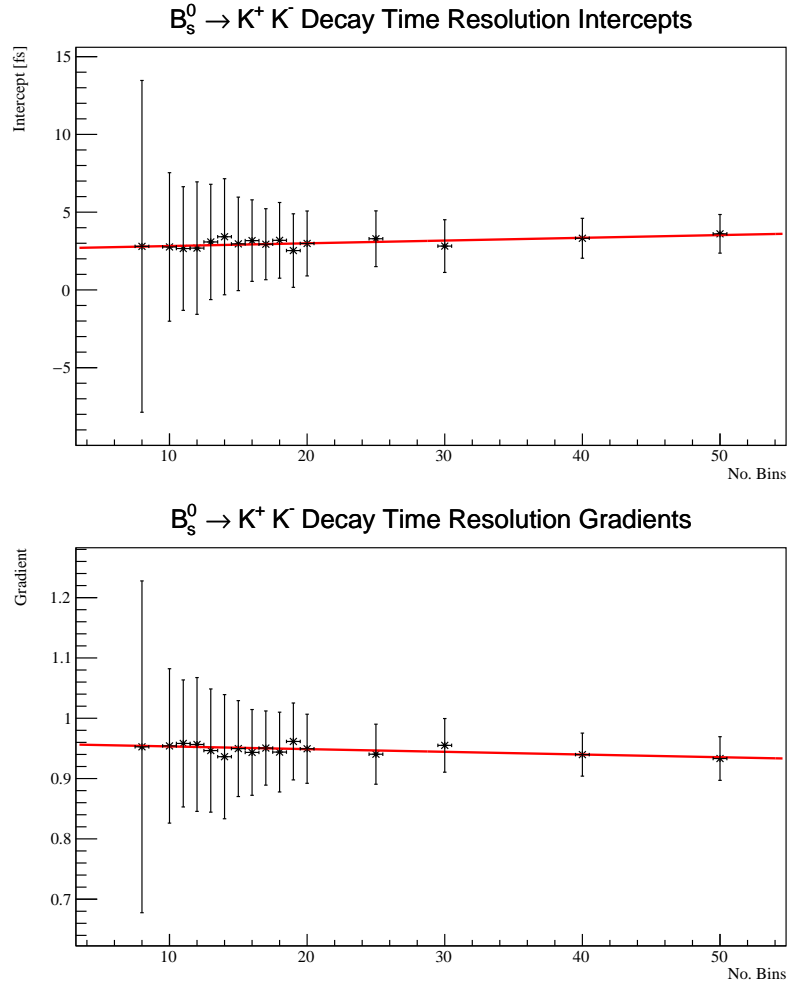 B⁰ₛ → K⁺ K⁻ Decay Time Resolution Intercepts
Intercept [fs]
15
10
5
0
−5
10 20 30 40 50
No. Bins
B⁰ₛ → K⁺ K⁻ Decay Time Resolution Gradients
Gradient
1.2
1.1
1
0.9
0.8
0.7
10 20 30 40 50
No. Bins